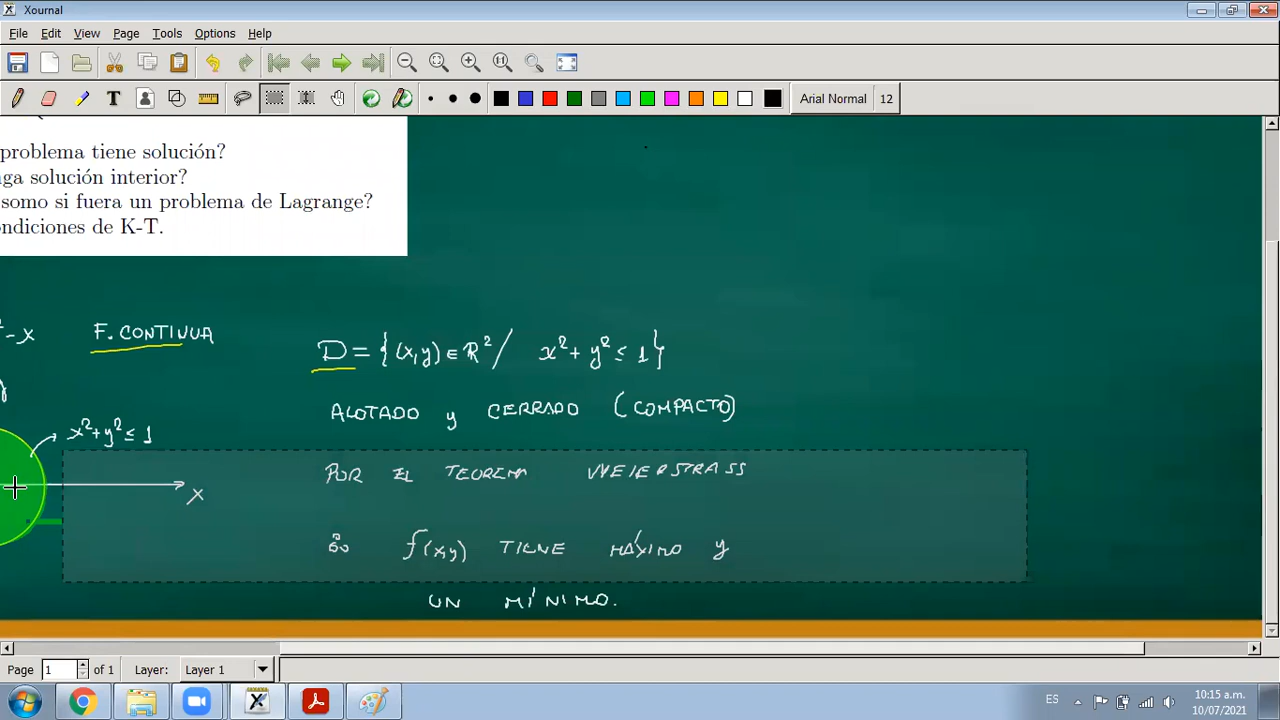 Xournal
File Edit View Page Tools Options Help
Arial Normal 12
problema tiene solución?
nga solución interior?
somo si fuera un problema de Lagrange?
ondiciones de K-T.
² - x F. CONTINUA
D = {(x,y) ∈ R² / x² + y² ≤ 1}
ACOTADO y CERRADO (COMPACTO)
x² + y² ≤ 1
POR EL TEOREMA WEIERSTRASS
X
f(x,y) TIENE MÁXIMO y
UN MÍNIMO.
Page 1 of 1 Layer: Layer 1
ES 10:15 a.m.
10/07/2021